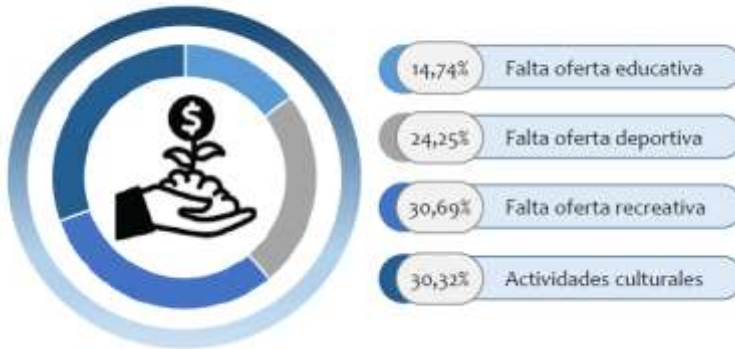 $
14,74% Falta oferta educativa
24,25% Falta oferta deportiva
30,69% Falta oferta recreativa
30,32% Actividades culturales